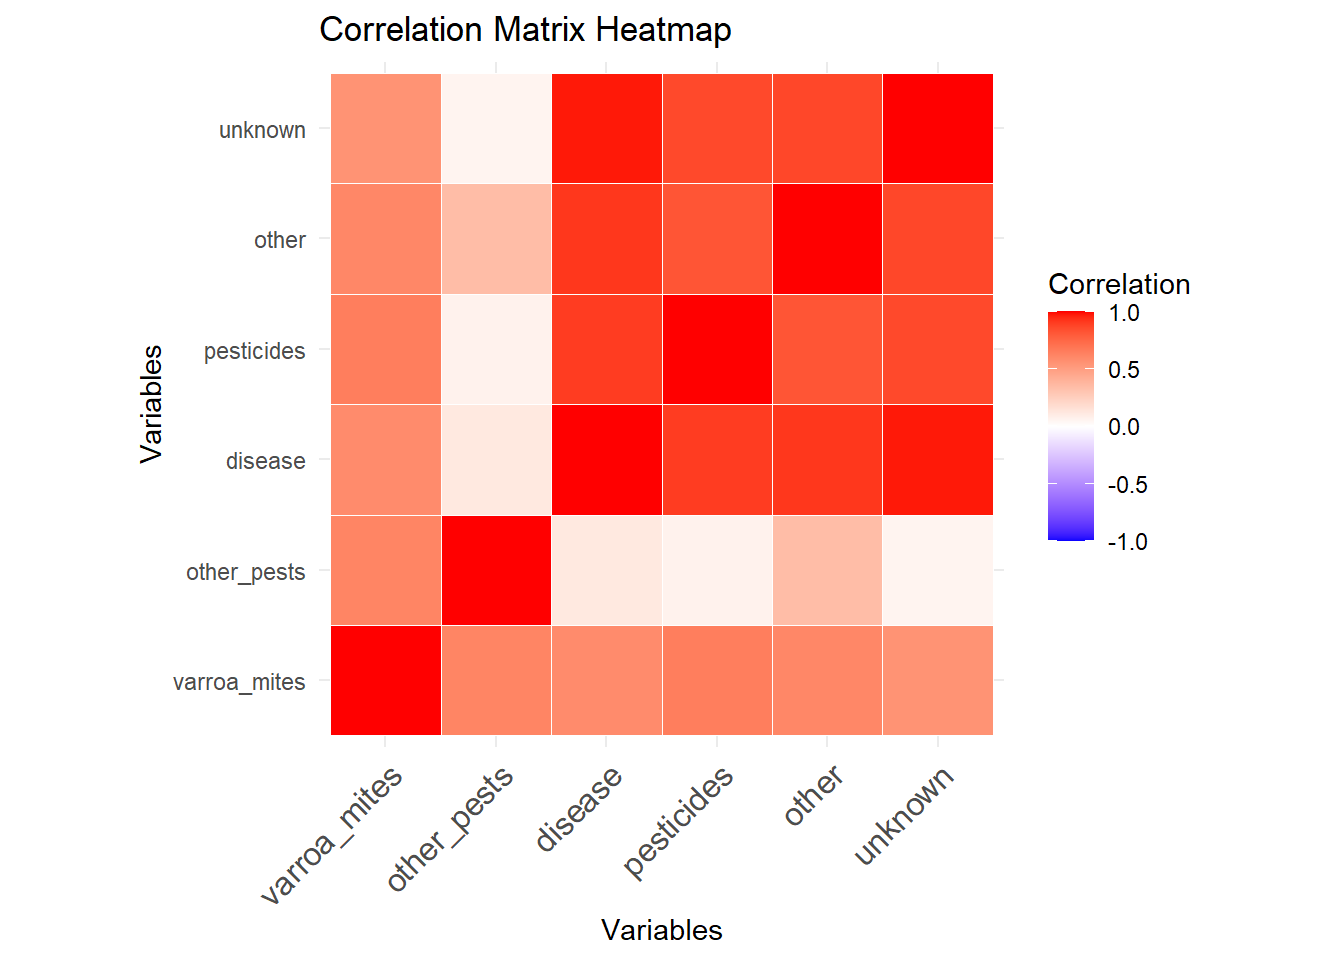 Correlation Matrix Heatmap
unknown
other
pesticides
disease
other_pests
varroa_mites
Variables
varroa_mites
other_pests
disease
pesticides
other
unknown
Variables
Correlation
1.0
0.5
0.0
-0.5
-1.0